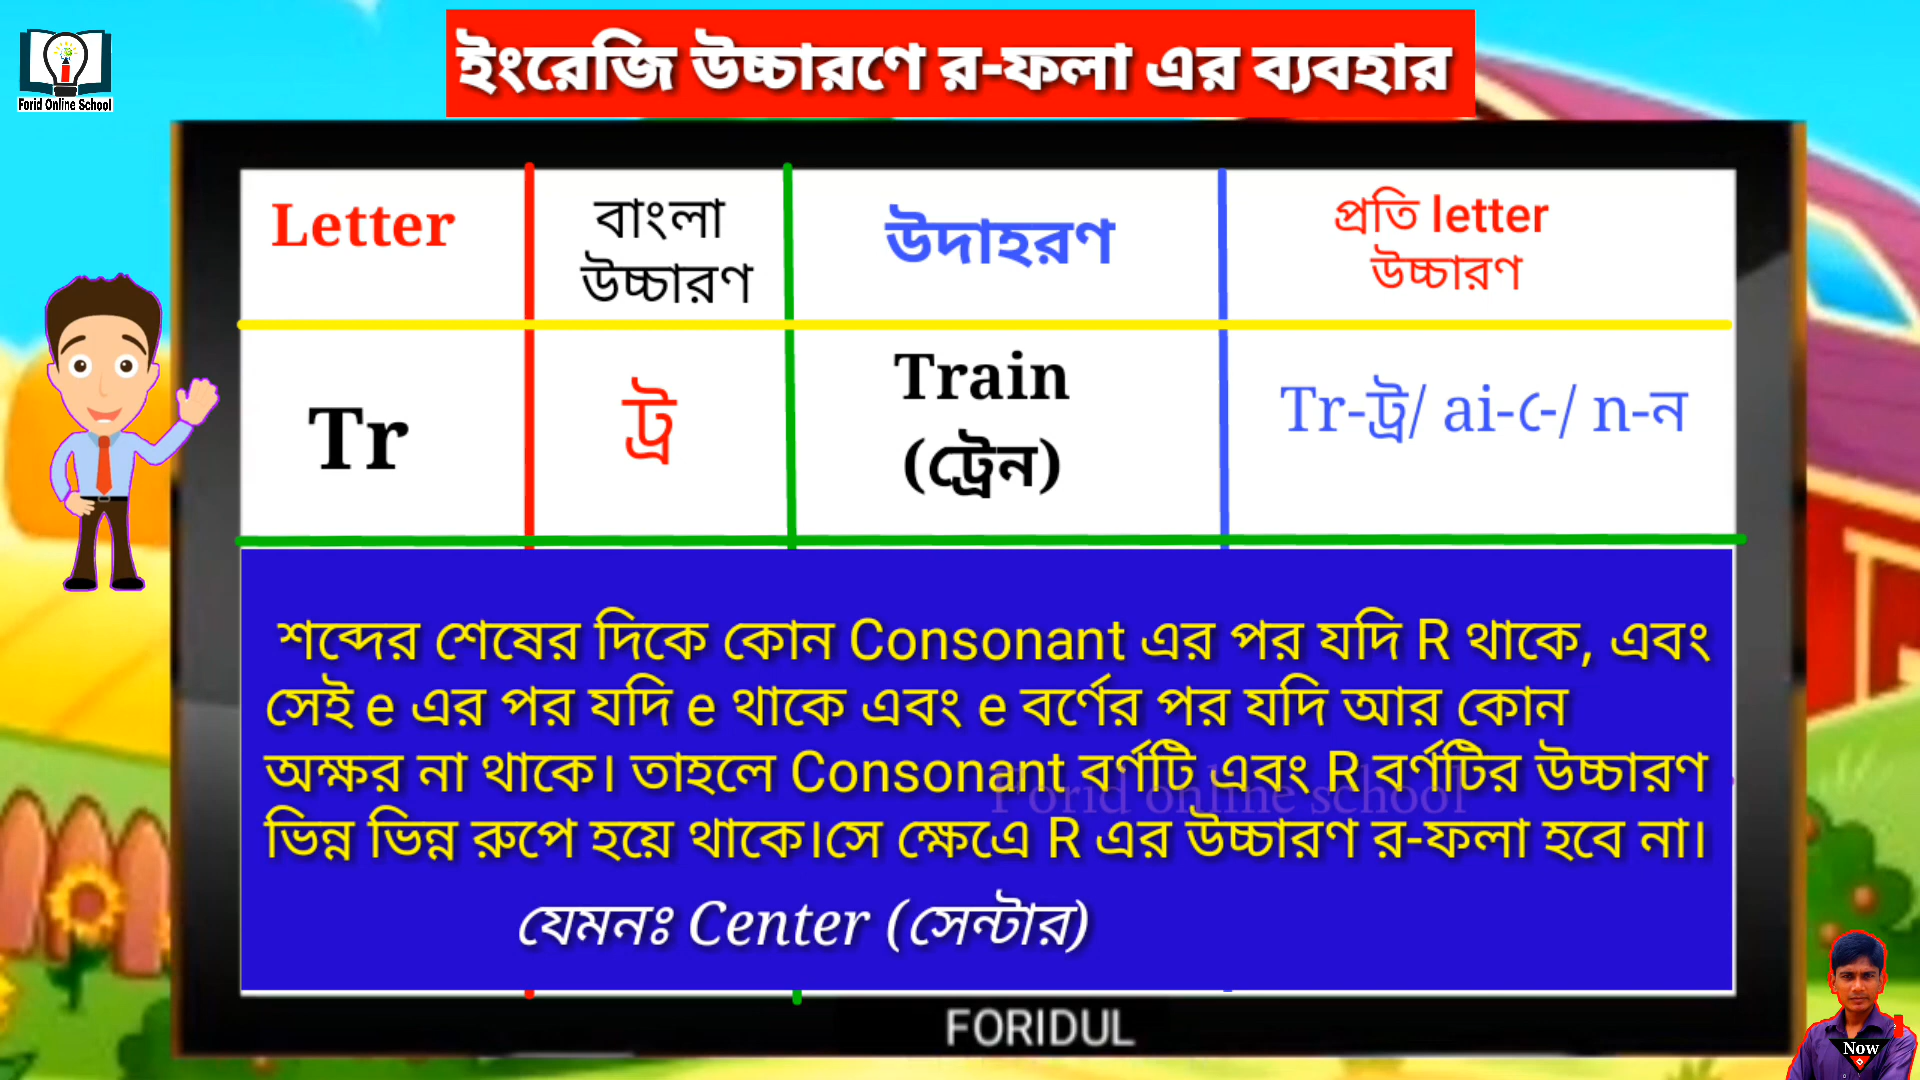 Forid Online School
ইংরেজি উচ্চারণে র-ফলা এর ব্যবহার
Letter
বাংলা
উচ্চারণ
উদাহরণ
প্রতি letter
উচ্চারণ
Tr
ট্র
Train
(ট্রেন)
Tr-ট্র/ ai-ে-/ n-ন
শব্দের শেষের দিকে কোন Consonant এর পর যদি R থাকে, এবং
সেই e এর পর যদি e থাকে এবং e বর্ণের পর যদি আর কোন
অক্ষর না থাকে। তাহলে Consonant বর্ণটি এবং R বর্ণটির উচ্চারণ
Forid online school
ভিন্ন ভিন্ন রুপে হয়ে থাকে।সে ক্ষেএে R এর উচ্চারণ র-ফলা হবে না।
যেমনঃ Center (সেন্টার)
FORIDUL
Now